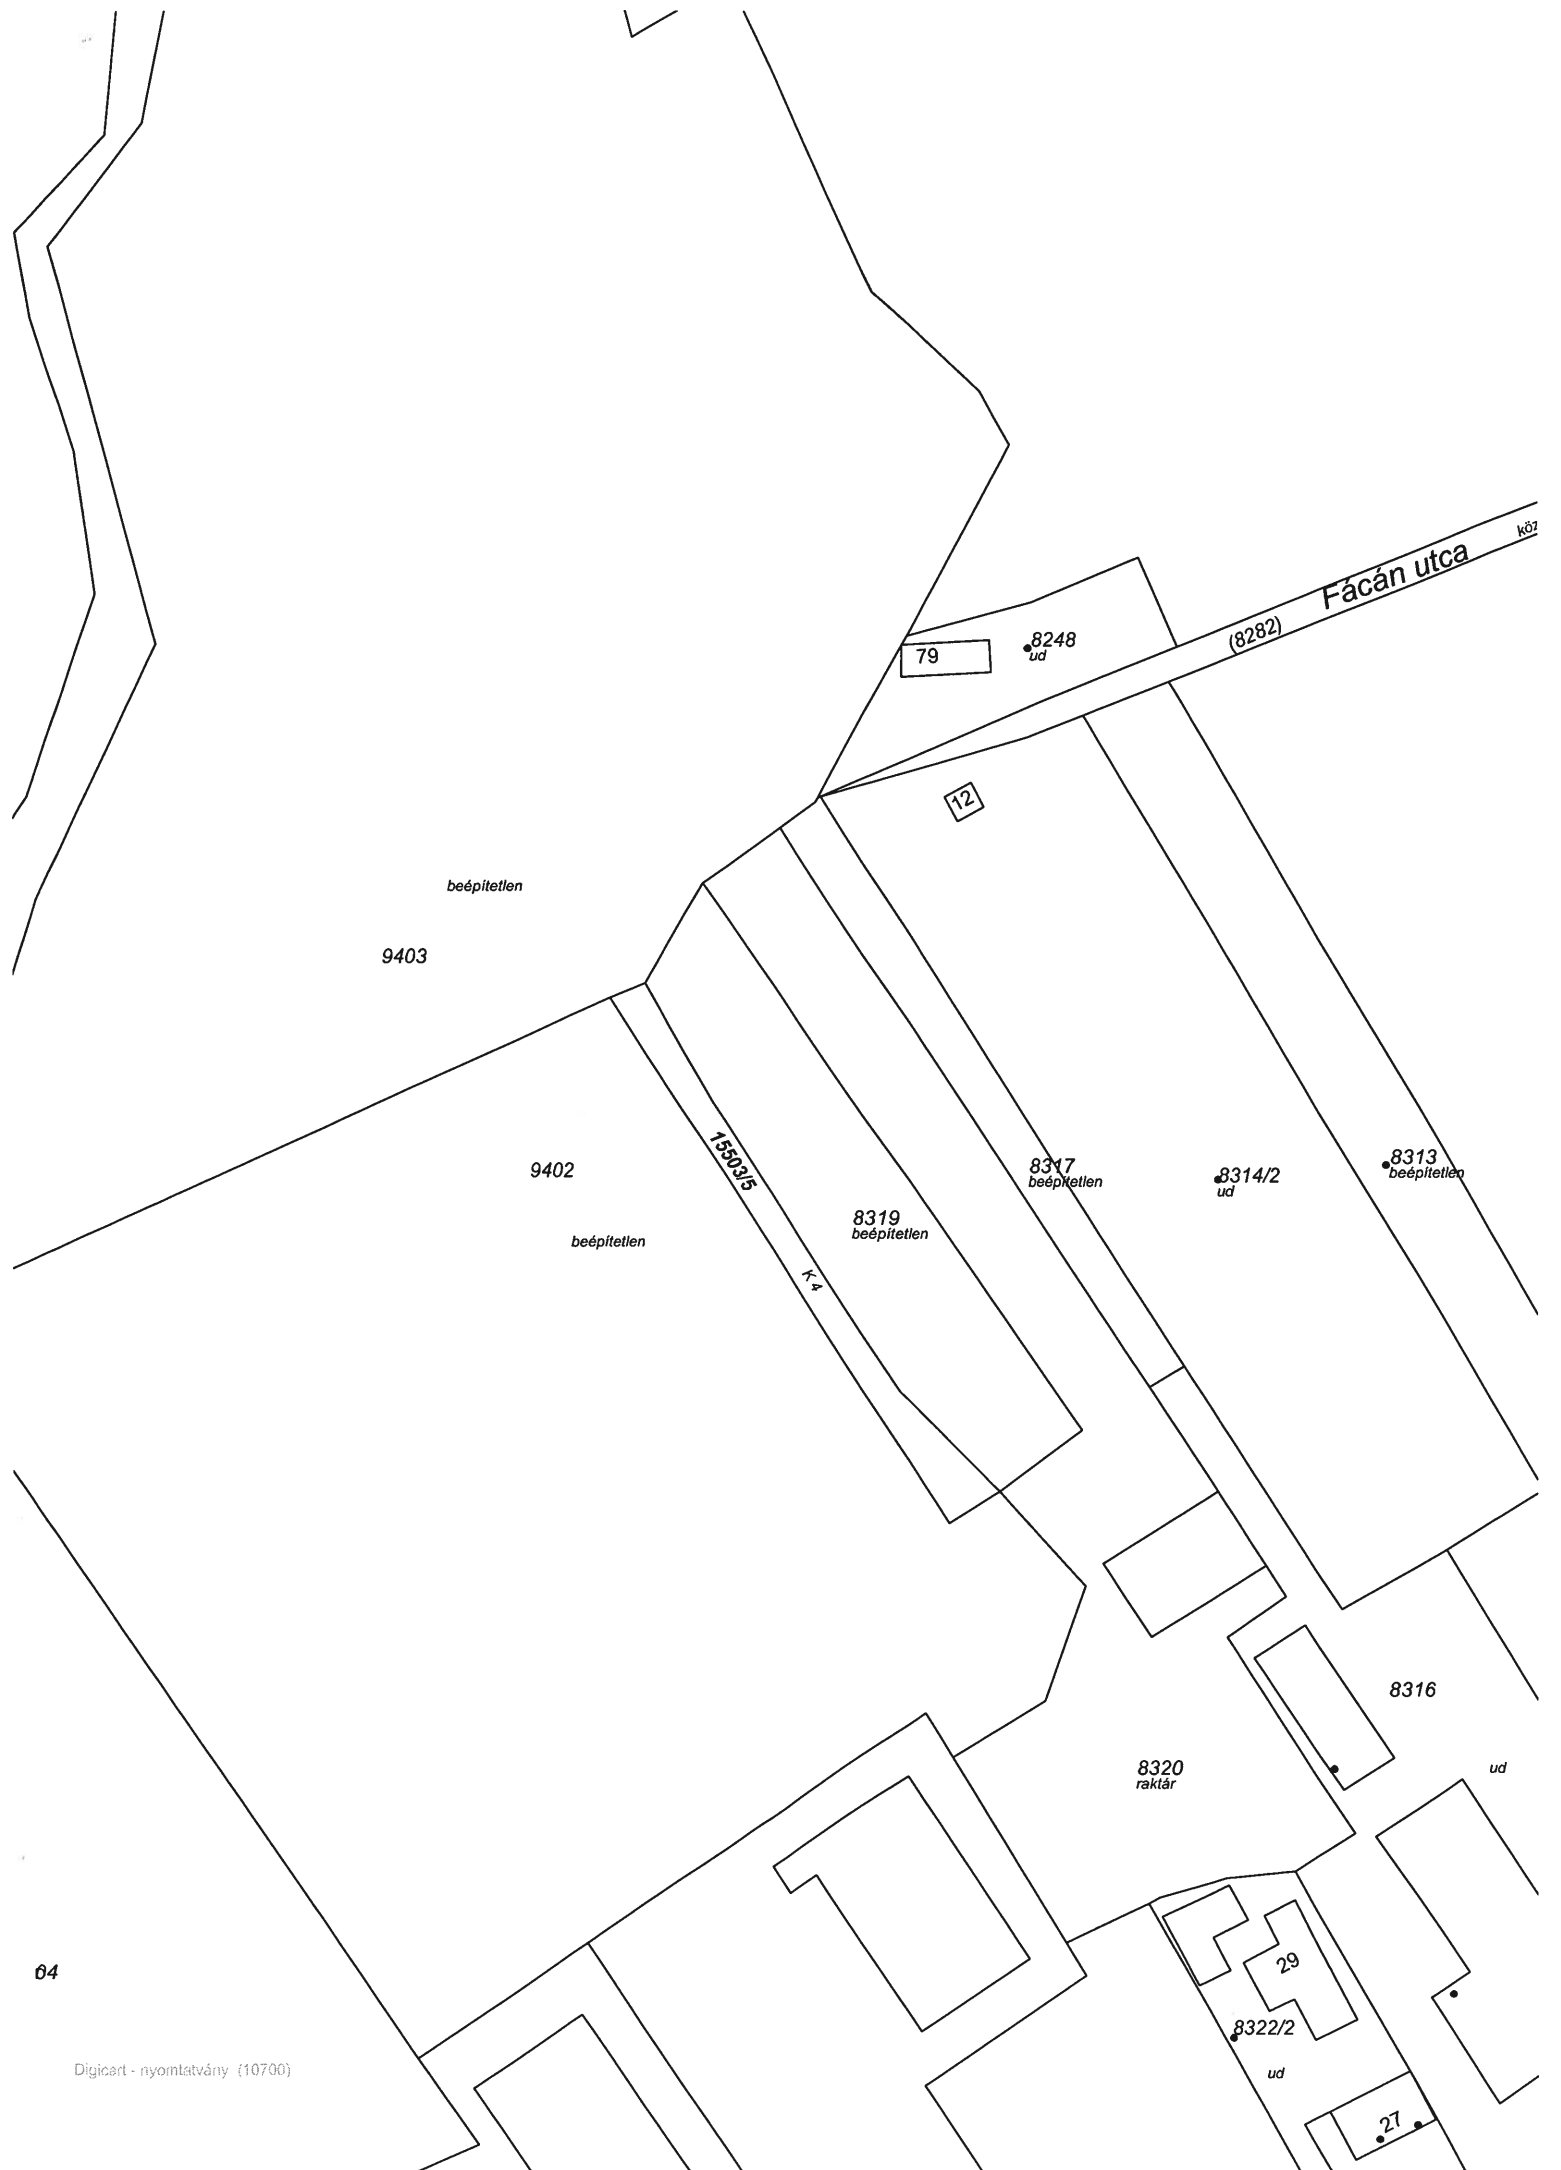 köz
Fácán utca
(8282)
8248
ud
79
12
beépítetlen
9403
9402
beépítetlen
15503/5
K 4
8319
beépítetlen
8317
beépítetlen
8314/2
ud
8313
beépítetlen
8316
ud
8320
raktár
29
8322/2
ud
27
Digicart - nyomtatvány (10700)